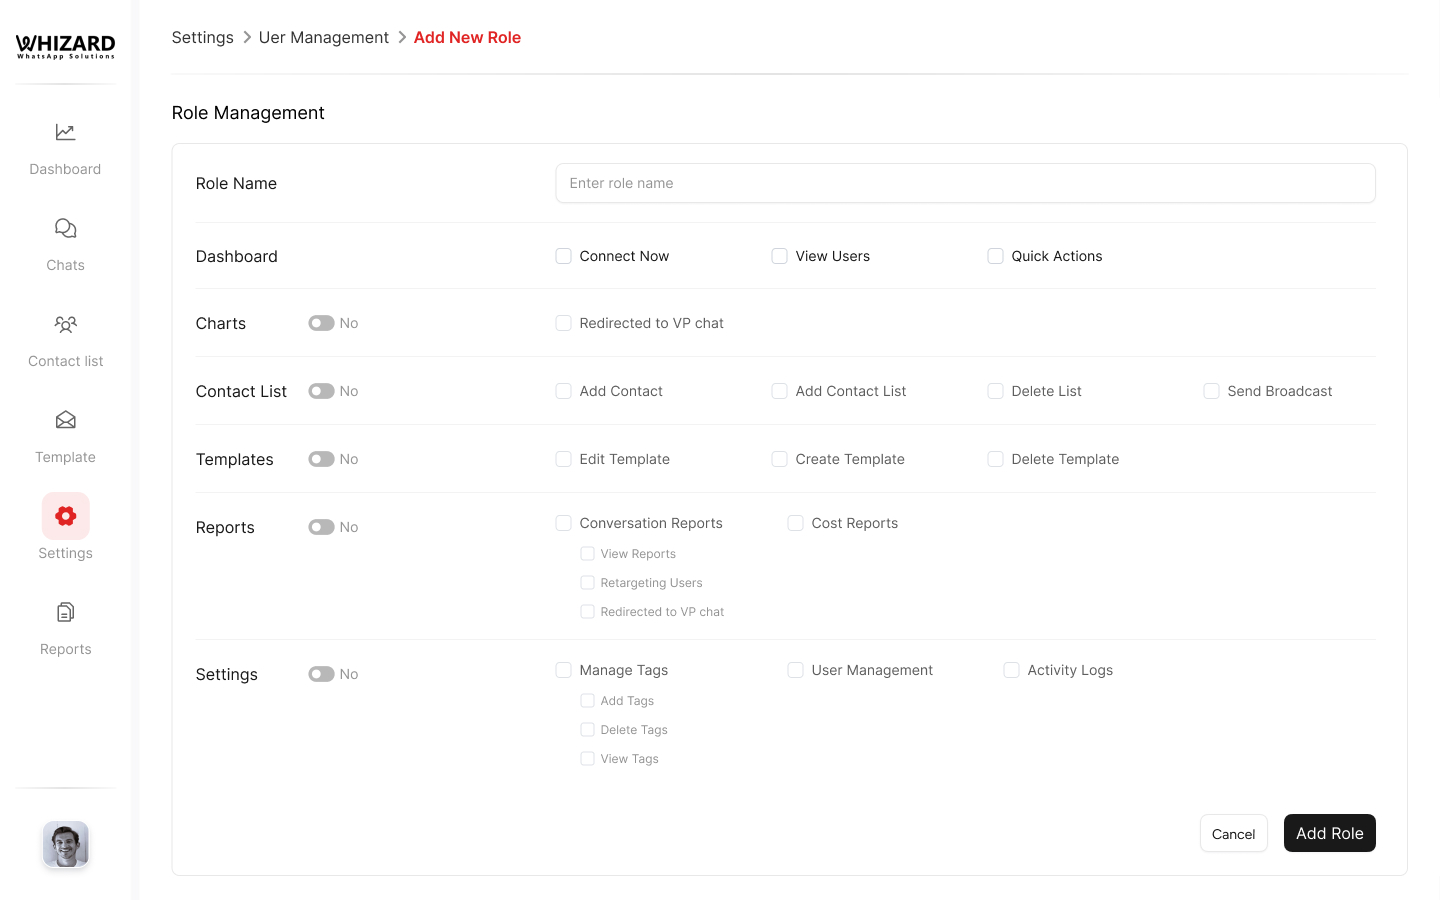 WHIZARD
WhatsApp Solutions
Dashboard
Chats
Contact list
Template
Settings
Reports
Settings > Uer Management > Add New Role
Role Management
Role Name Enter role name
Dashboard Connect Now View Users Quick Actions
Charts No Redirected to VP chat
Contact List No Add Contact Add Contact List Delete List Send Broadcast
Templates No Edit Template Create Template Delete Template
Reports No Conversation Reports Cost Reports
View Reports
Retargeting Users
Redirected to VP chat
Settings No Manage Tags User Management Activity Logs
Add Tags
Delete Tags
View Tags
Cancel Add Role